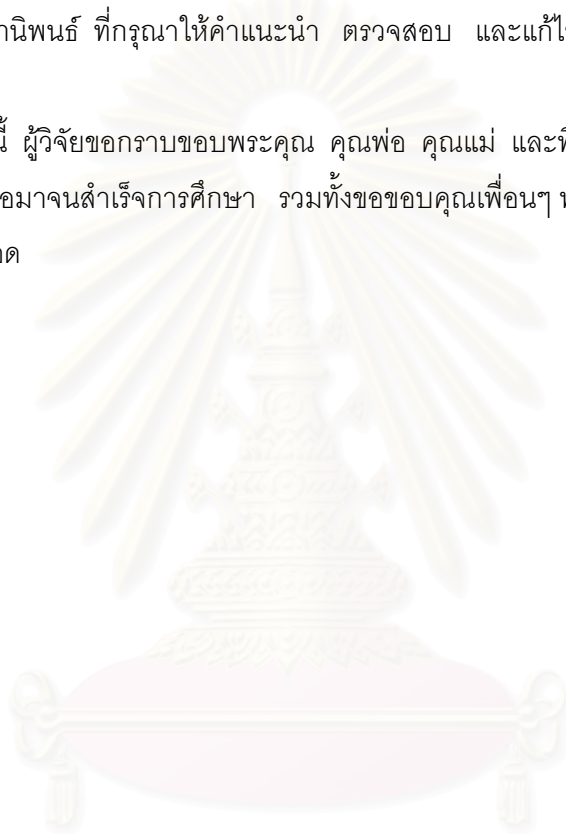 านิพนธ์ ที่กรุณาให้คำแนะนำ ตรวจสอบ และแก้ไข
นี้ ผู้วิจัยขอกราบขอบพระคุณ คุณพ่อ คุณแม่ และพี่
อมาจนสำเร็จการศึกษา รวมทั้งขอขอบคุณเพื่อนๆ
อด